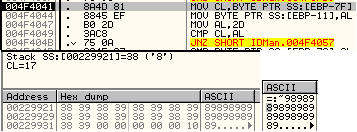 004F4041 . 8A4D 81 MOV CL,BYTE PTR SS:[EBP-7F]
004F4044 . 8845 EF MOV BYTE PTR SS:[EBP-11],AL
004F4047 . B0 2D MOV AL,2D
004F4049 . 3AC8 CMP CL,AL
004F404B .v 75 0A JNZ SHORT IDMan.004F4057
Stack SS:[00229921]=38 ('8')
CL=17
Address Hex dump ASCII
00229921 38 39 38 39 38 39 38 39 89898989
00229929 38 39 38 39 38 39 38 39 89898989
00229931 38 39 00 00 00 00 00 10 89.....
ASCII
=:"98989
89898989
89898989
89....